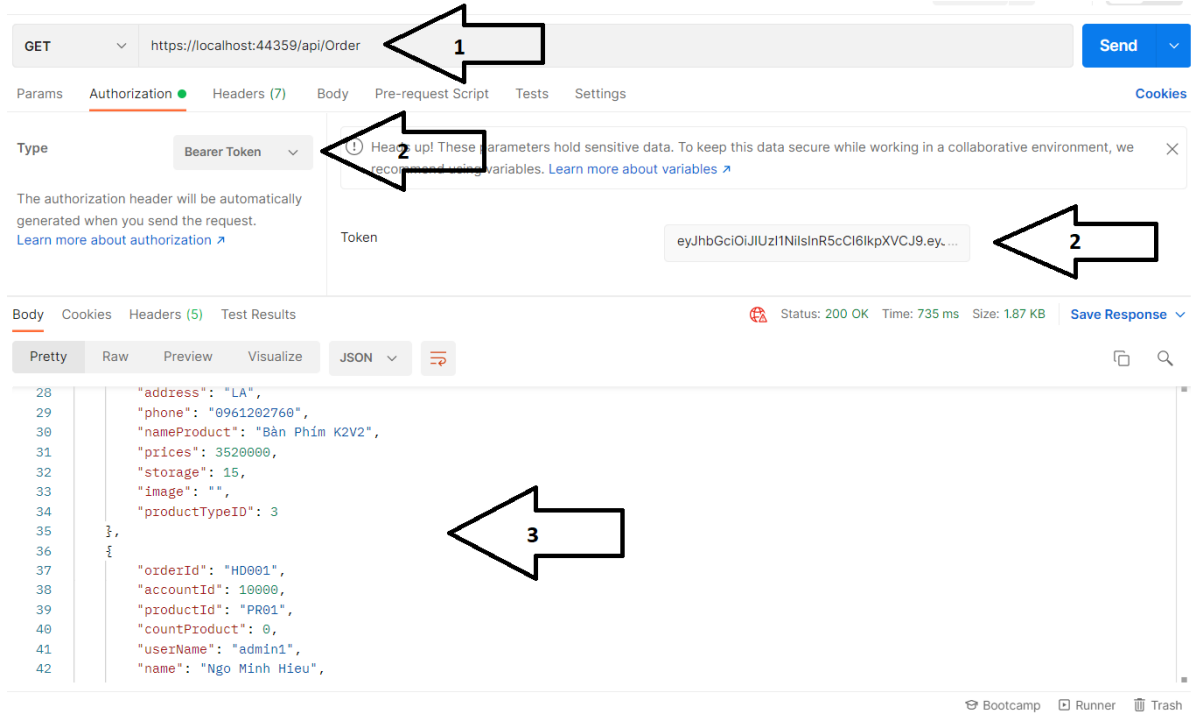 GET https://localhost:44359/api/Order 1 Send
Params Authorization Headers (7) Body Pre-request Script Tests Settings Cookies
Type Bearer Token 2
Heads up! These parameters hold sensitive data. To keep this data secure while working in a collaborative environment, we
recommend using variables. Learn more about variables ↗
The authorization header will be automatically
generated when you send the request.
Learn more about authorization ↗
Token eyJhbGciOiJIUzI1NiIsInR5cCI6IkpXVCJ9.ey... 2
Body Cookies Headers (5) Test Results Status: 200 OK Time: 735 ms Size: 1.87 KB Save Response
Pretty Raw Preview Visualize JSON
28 "address": "LA",
29 "phone": "0961202760",
30 "nameProduct": "Bàn Phím K2V2",
31 "prices": 3520000,
32 "storage": 15,
33 "image": "",
34 "productTypeID": 3
35 },
36 {
37 "orderId": "HD001",
38 "accountId": 10000,
39 "productId": "PR01",
40 "countProduct": 0,
41 "userName": "admin1",
42 "name": "Ngo Minh Hieu",
3
Bootcamp Runner Trash